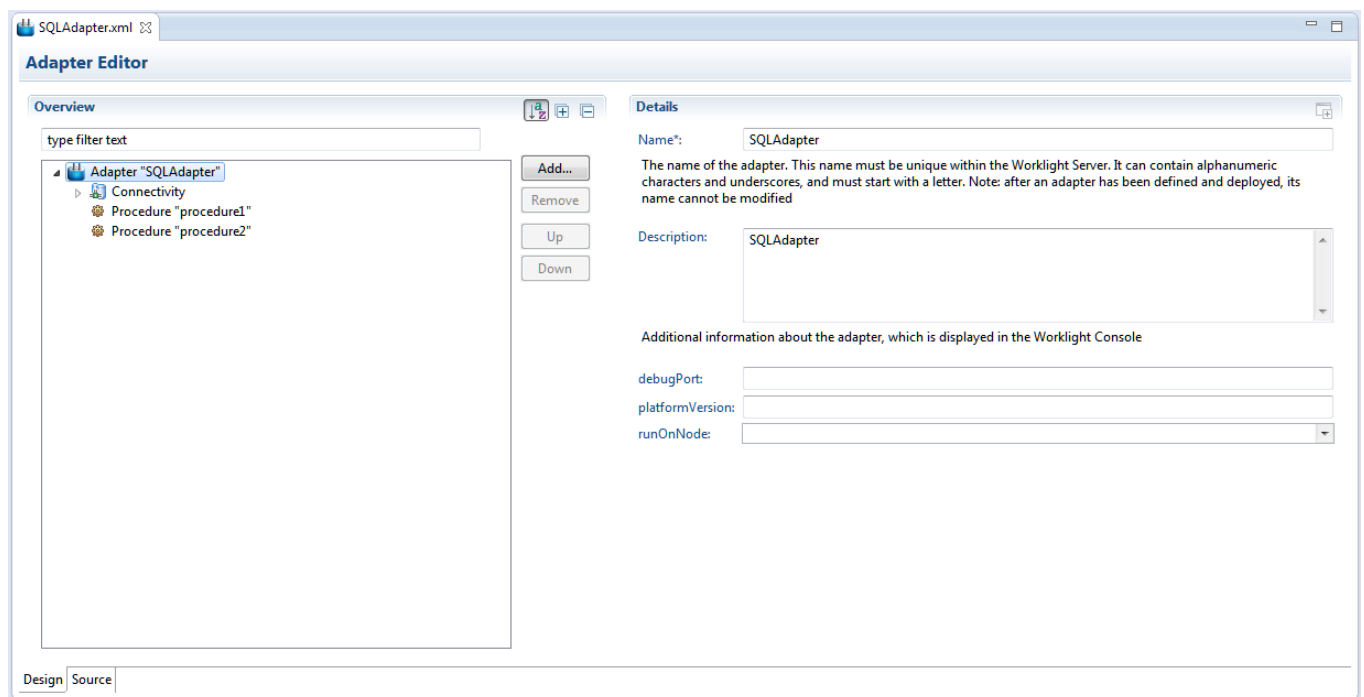 SQLAdapter.xml
Adapter Editor
Overview
type filter text
Adapter "SQLAdapter"
Connectivity
Procedure "procedure1"
Procedure "procedure2"
Add...
Remove
Up
Down
Details
Name*: SQLAdapter
The name of the adapter. This name must be unique within the Worklight Server. It can contain alphanumeric
characters and underscores, and must start with a letter. Note: after an adapter has been defined and deployed, its
name cannot be modified
Description: SQLAdapter
Additional information about the adapter, which is displayed in the Worklight Console
debugPort:
platformVersion:
runOnNode:
Design Source